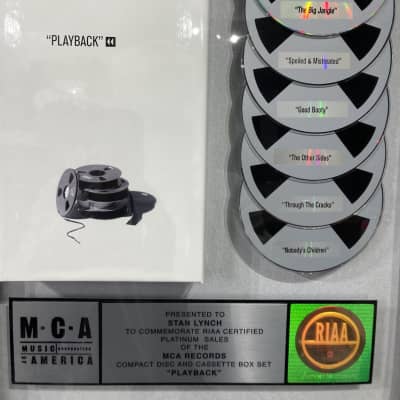 "PLAYBACK"
"The Big Jangle"
"Spoiled & Mistreated"
"Good Booty"
"The Other Sides"
"Through The Cracks"
"Nobody's Children"
M·C·A
MUSIC CORPORATION
OF AMERICA
PRESENTED TO
STAN LYNCH
TO COMMEMORATE RIAA CERTIFIED
PLATINUM SALES
OF THE
MCA RECORDS
COMPACT DISC AND CASSETTE BOX SET
"PLAYBACK"
RIAA